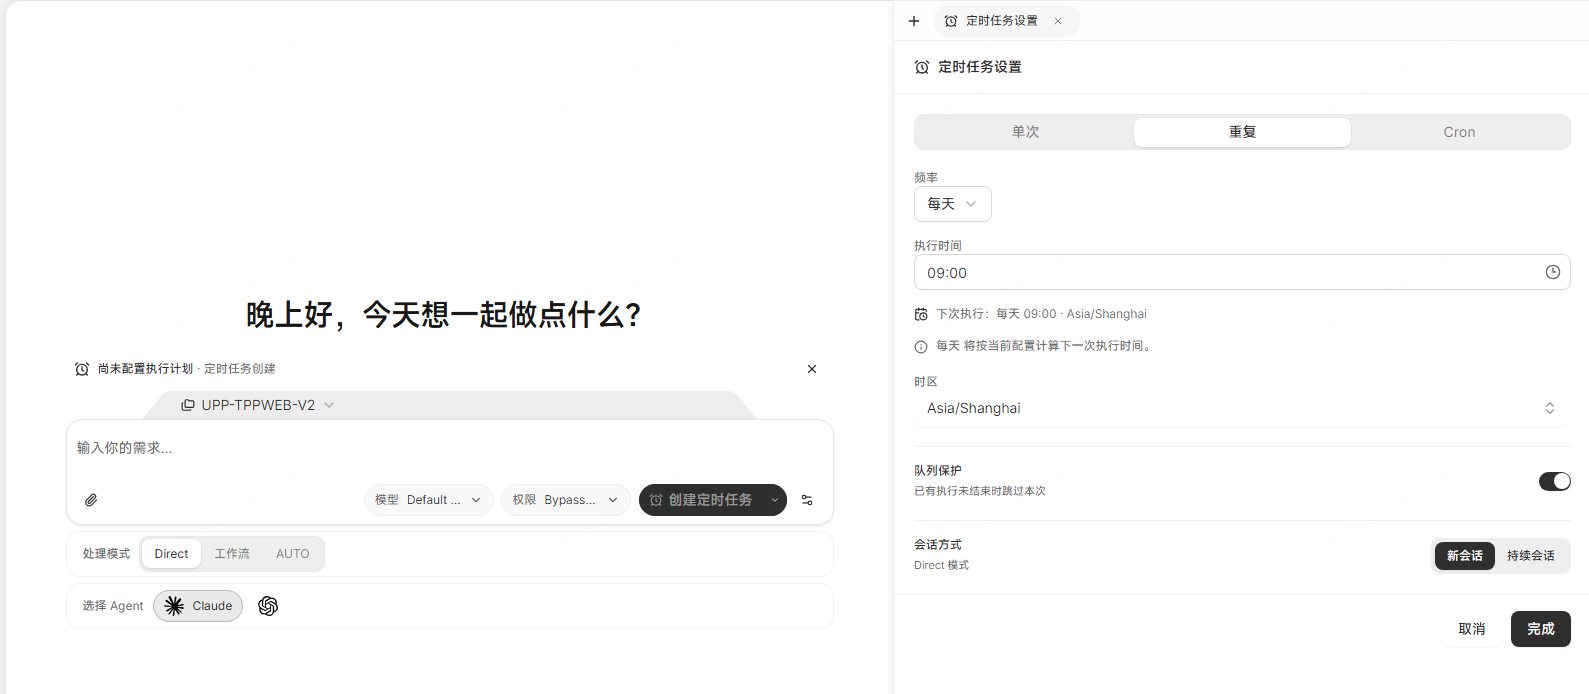 晚上好，今天想一起做点什么?
尚未配置执行计划 · 定时任务创建
UPP-TPPWEB-V2
输入你的需求...
模型 Default ...
权限 Bypass...
创建定时任务
处理模式 Direct 工作流 AUTO
选择 Agent Claude
定时任务设置
定时任务设置
单次 重复 Cron
频率
每天
执行时间
09:00
下次执行：每天 09:00 · Asia/Shanghai
每天 将按当前配置计算下一次执行时间。
时区
Asia/Shanghai
队列保护
已有执行未结束时跳过本次
会话方式
Direct 模式
新会话 持续会话
取消 完成